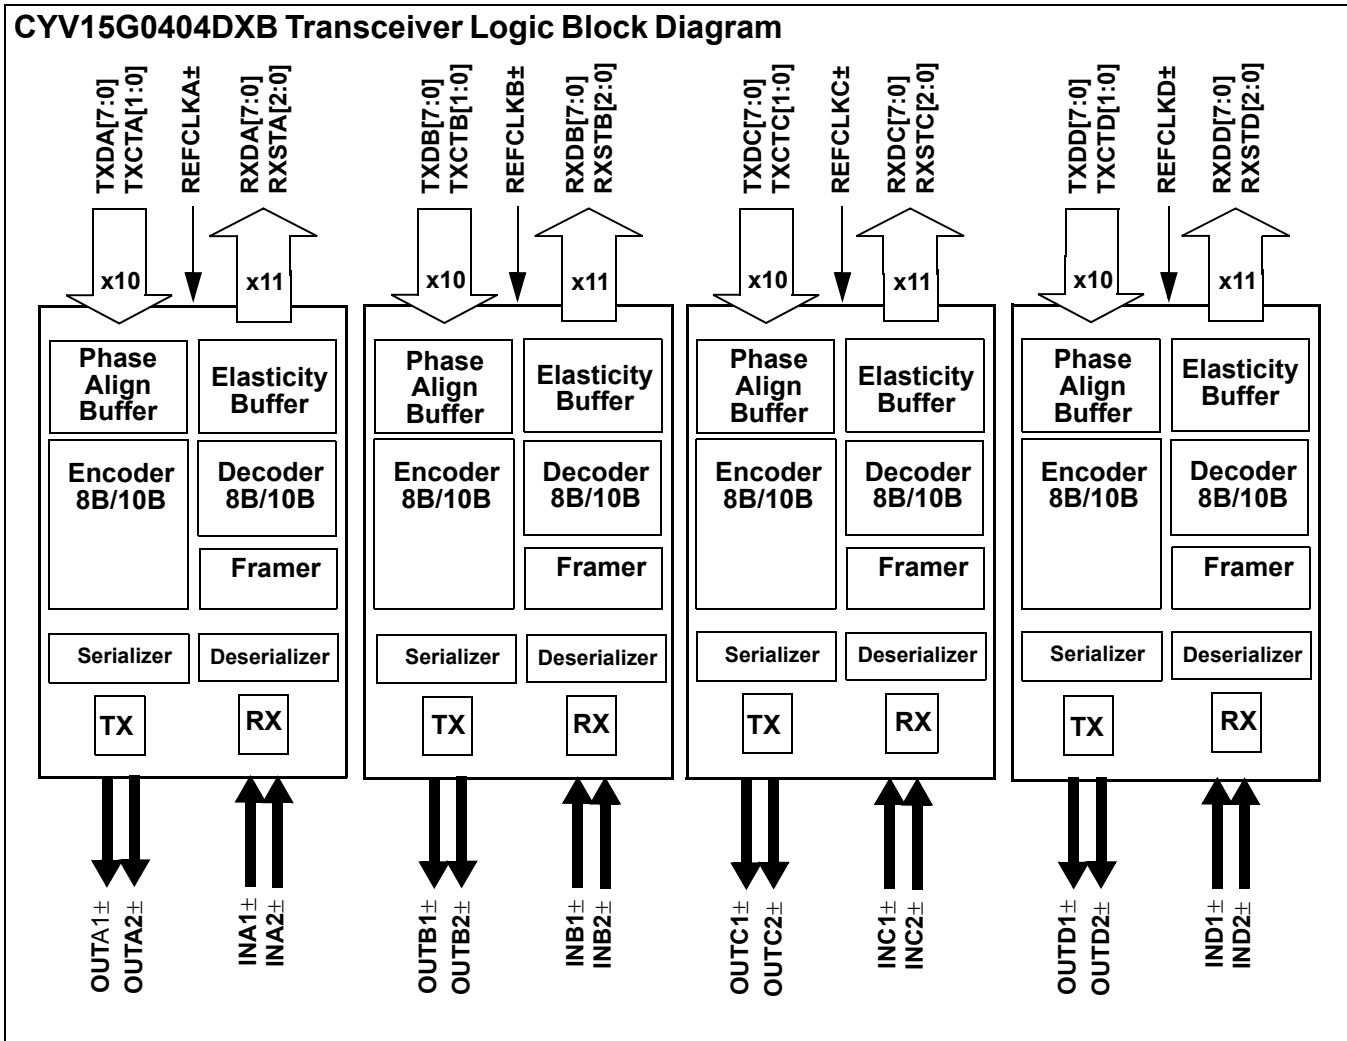 CYV15G0404DXB Transceiver Logic Block Diagram
TXDA[7:0]
TXCTA[1:0]
REFCLKA±
RXDA[7:0]
RXSTA[2:0]
TXDB[7:0]
TXCTB[1:0]
REFCLKB±
RXDB[7:0]
RXSTB[2:0]
TXDC[7:0]
TXCTC[1:0]
REFCLKC±
RXDC[7:0]
RXSTC[2:0]
TXDD[7:0]
TXCTD[1:0]
REFCLKD±
RXDD[7:0]
RXSTD[2:0]
x10
x11
x10
x11
x10
x11
x10
x11
Phase
Align
Buffer
Elasticity
Buffer
Encoder
8B/10B
Decoder
8B/10B
Framer
Serializer
Deserializer
TX
RX
Phase
Align
Buffer
Elasticity
Buffer
Encoder
8B/10B
Decoder
8B/10B
Framer
Serializer
Deserializer
TX
RX
Phase
Align
Buffer
Elasticity
Buffer
Encoder
8B/10B
Decoder
8B/10B
Framer
Serializer
Deserializer
TX
RX
Phase
Align
Buffer
Elasticity
Buffer
Encoder
8B/10B
Decoder
8B/10B
Framer
Serializer
Deserializer
TX
RX
OUTA1±
OUTA2±
INA1±
INA2±
OUTB1±
OUTB2±
INB1±
INB2±
OUTC1±
OUTC2±
INC1±
INC2±
OUTD1±
OUTD2±
IND1±
IND2±